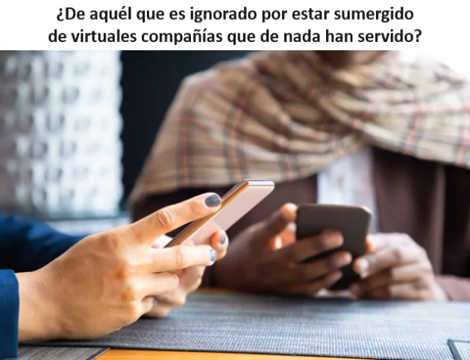 ¿De aquél que es ignorado por estar sumergido
de virtuales compañías que de nada han servido?